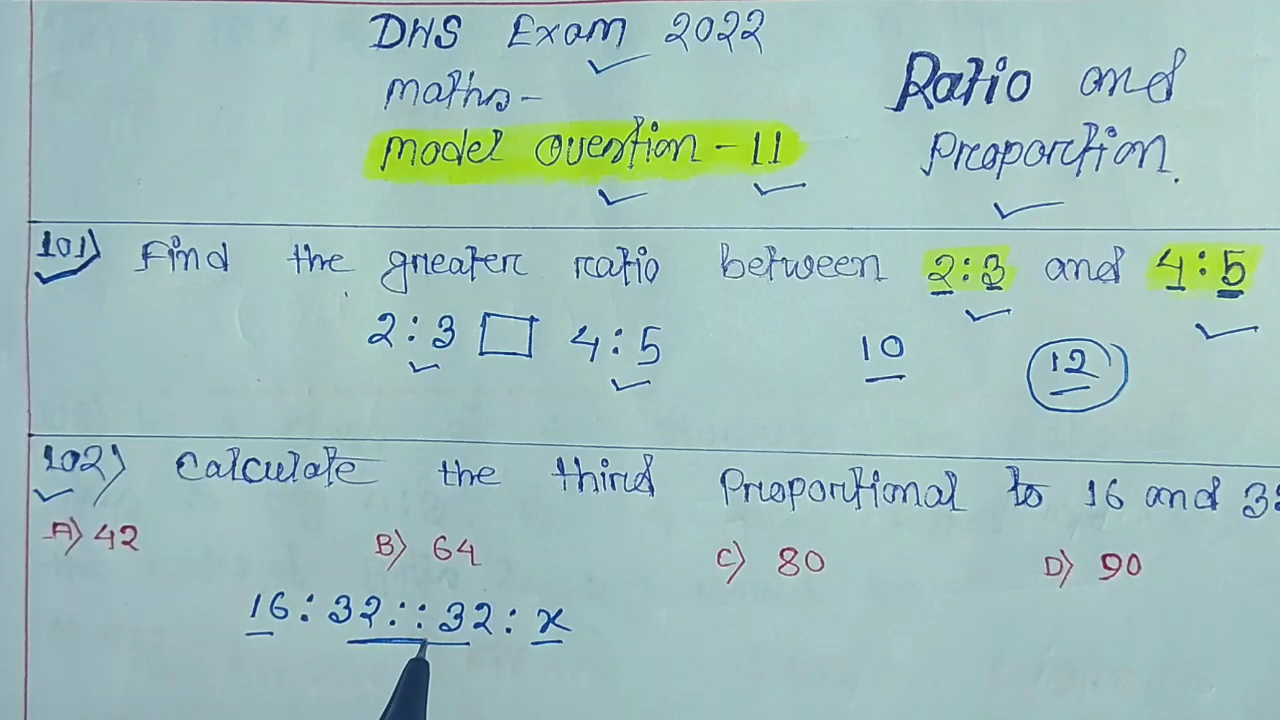 DHS Exam 2022
Ratio and
Maths -
Model Question - 11
Proportion.
101) Find the greater ratio between 2:3 and 4:5
2:3 □ 4:5 10 12
102) Calculate the third Proportional to 16 and 3
A) 42 B) 64 C) 80 D) 90
16:32::32:x